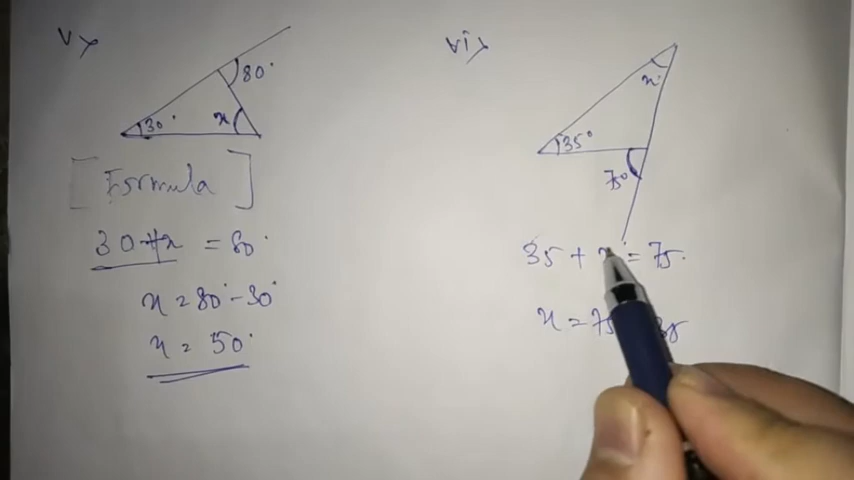 v>
80°
30°
x
[Formula]
30+x = 80°
x = 80° - 30°
x = 50°
vi>
x°
35°
75°
35 + x° = 75°
x = 75